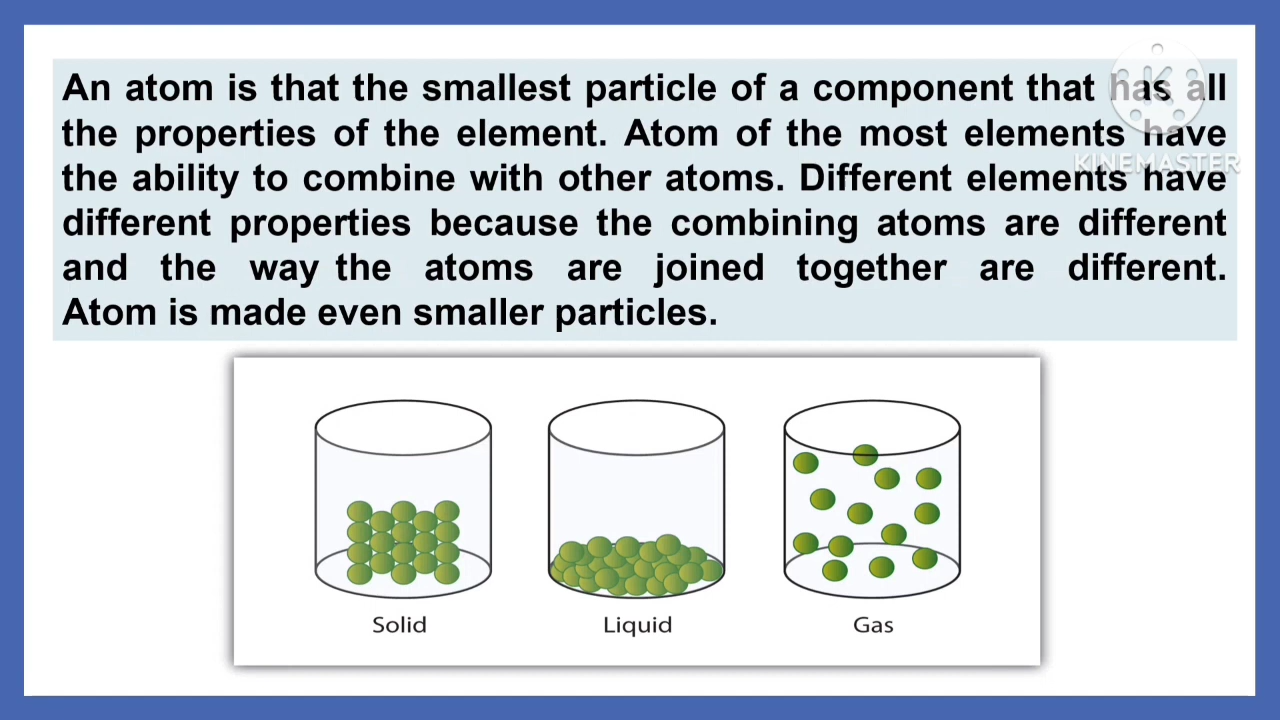 An atom is that the smallest particle of a component that has all
the properties of the element. Atom of the most elements have
the ability to combine with other atoms. Different elements have
different properties because the combining atoms are different
and the way the atoms are joined together are different.
Atom is made even smaller particles.
K
KINEMASTER
Solid Liquid Gas